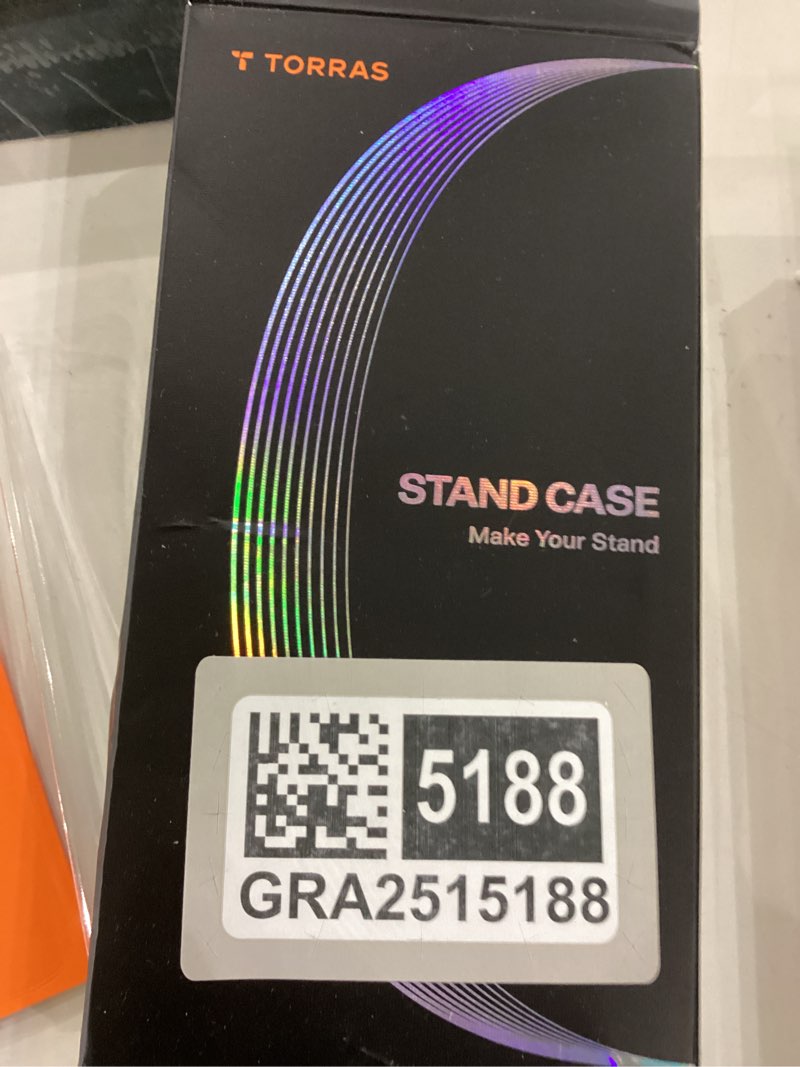 TORRAS
STAND CASE
Make Your Stand
5188
GRA2515188